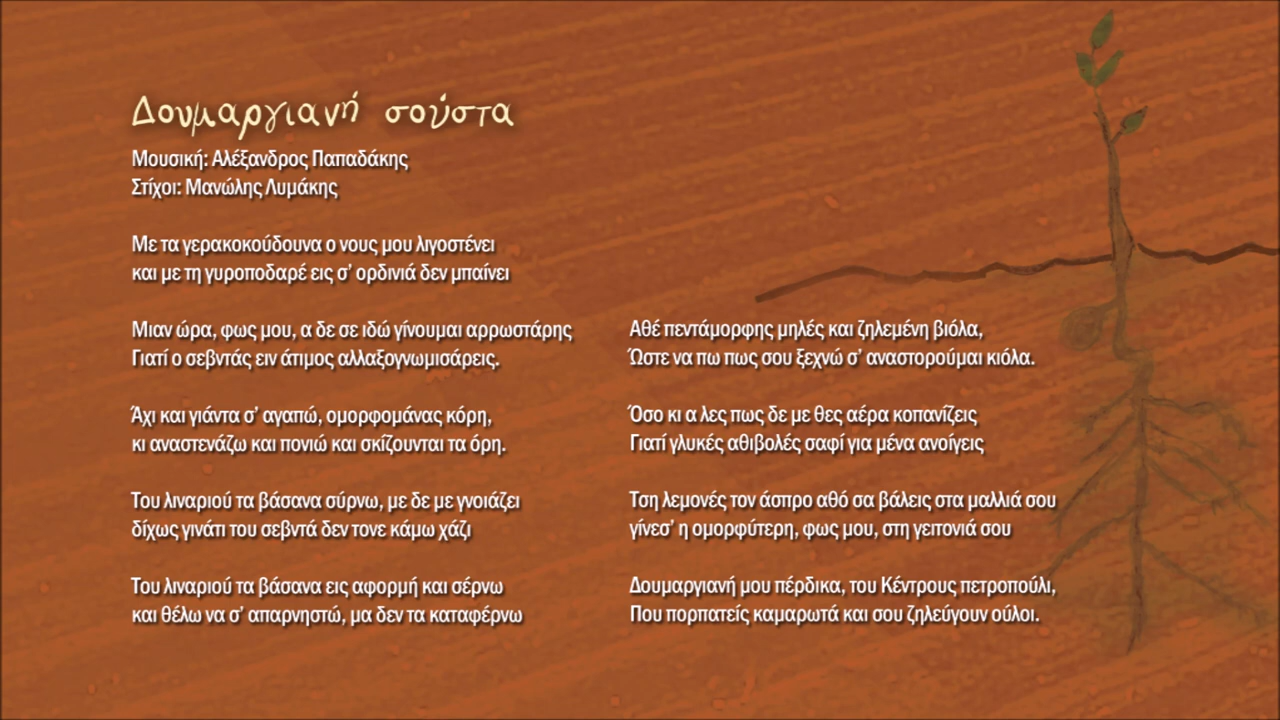 Δουμαργιανή σούστα
Μουσική: Αλέξανδρος Παπαδάκης
Στίχοι: Μανώλης Λυμάκης
Με τα γερακοκούδουνα ο νους μου λιγοστένει
και με τη γυροποδαρέ εις σ’ ορδινιά δεν μπαίνει
Μιαν ώρα, φως μου, α δε σε ιδώ γίνουμαι αρρωστάρης
Γιατί ο σεβντάς ειν άτιμος αλλαξογνωμισάρεις.
Άχι και γιάντα σ’ αγαπώ, ομορφομάνας κόρη,
κι αναστενάζω και πονιώ και σκίζουνται τα όρη.
Του λιναριού τα βάσανα σύρνω, με δε με γνοιάζει
δίχως γινάτι του σεβντά δεν τονε κάμω χάζι
Του λιναριού τα βάσανα εις αφορμή και σέρνω
και θέλω να σ’ απαρνηστώ, μα δεν τα καταφέρνω
Αθέ πεντάμορφης μηλές και ζηλεμένη βιόλα,
Ώστε να πω πως σου ξεχνώ σ’ αναστορούμαι κιόλα.
Όσο κι α λες πως δε με θες αέρα κοπανίζεις
Γιατί γλυκές αθιβολές σαφί για μένα ανοίγεις
Τση λεμονές τον άσπρο αθό σα βάλεις στα μαλλιά σου
γίνεσ’ η ομορφύτερη, φως μου, στη γειτονιά σου
Δουμαργιανή μου πέρδικα, του Κέντρους πετροπούλι,
Που πορπατείς καμαρωτά και σου ζηλεύγουν ούλοι.